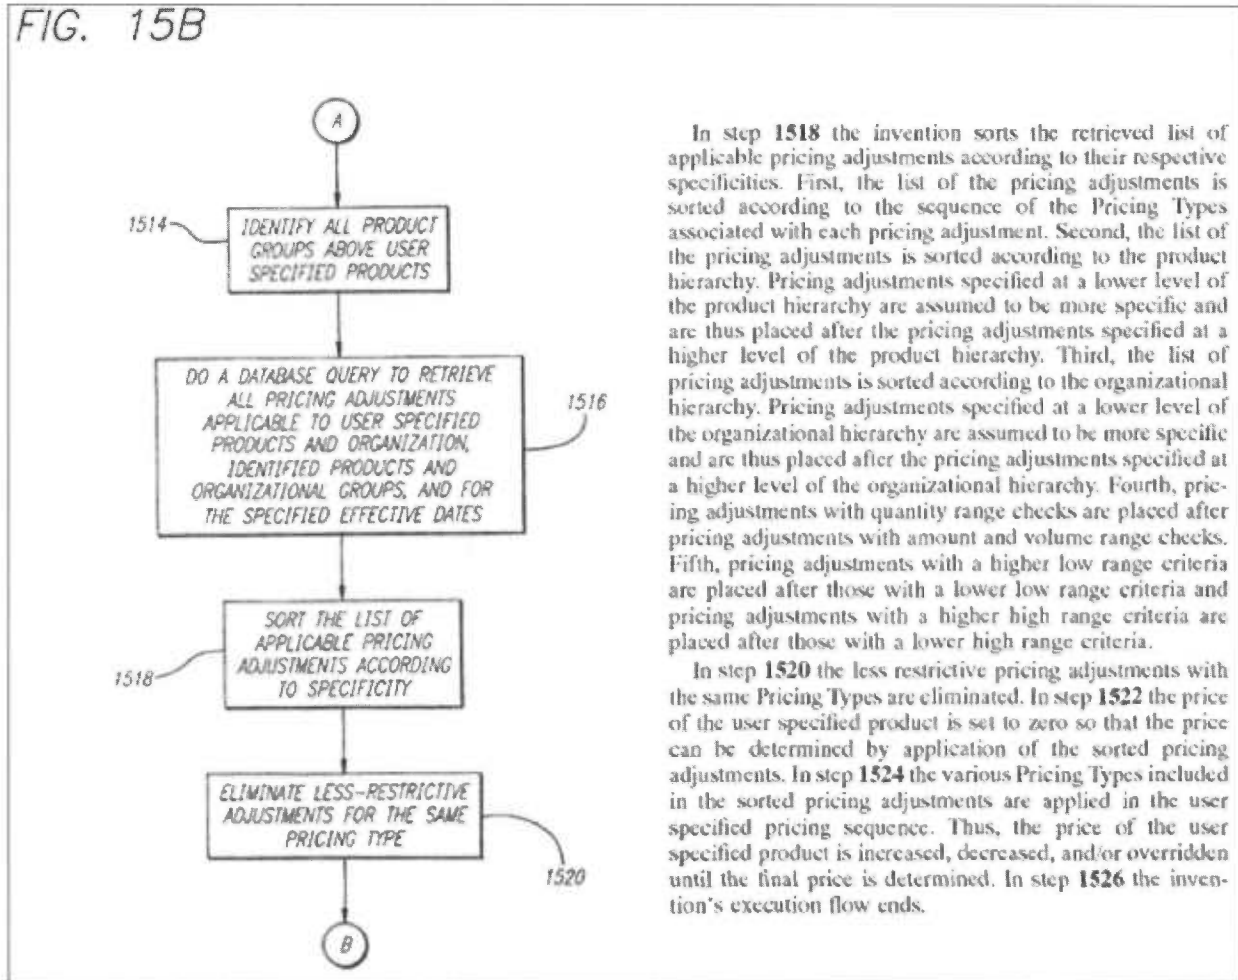 FIG. 15B
A
1514
IDENTIFY ALL PRODUCT
GROUPS ABOVE USER
SPECIFIED PRODUCTS
DO A DATABASE QUERY TO RETRIEVE
ALL PRICING ADJUSTMENTS
APPLICABLE TO USER SPECIFIED
PRODUCTS AND ORGANIZATION,
IDENTIFIED PRODUCTS AND
ORGANIZATIONAL GROUPS, AND FOR
THE SPECIFIED EFFECTIVE DATES
1516
SORT THE LIST OF
APPLICABLE PRICING
ADJUSTMENTS ACCORDING
TO SPECIFICITY
1518
ELIMINATE LESS-RESTRICTIVE
ADJUSTMENTS FOR THE SAME
PRICING TYPE
1520
B
In step 1518 the invention sorts the retrieved list of
applicable pricing adjustments according to their respective
specificities. First, the list of the pricing adjustments is
sorted according to the sequence of the Pricing Types
associated with each pricing adjustment. Second, the list of
the pricing adjustments is sorted according to the product
hierarchy. Pricing adjustments specified at a lower level of
the product hierarchy are assumed to be more specific and
are thus placed after the pricing adjustments specified at a
higher level of the product hierarchy. Third, the list of
pricing adjustments is sorted according to the organizational
hierarchy. Pricing adjustments specified at a lower level of
the organizational hierarchy are assumed to be more specific
and are thus placed after the pricing adjustments specified at
a higher level of the organizational hierarchy. Fourth, pric-
ing adjustments with quantity range checks are placed after
pricing adjustments with amount and volume range checks.
Fifth, pricing adjustments with a higher low range criteria
are placed after those with a lower low range criteria and
pricing adjustments with a higher high range criteria are
placed after those with a lower high range criteria.
In step 1520 the less restrictive pricing adjustments with
the same Pricing Types are eliminated. In step 1522 the price
of the user specified product is set to zero so that the price
can be determined by application of the sorted pricing
adjustments. In step 1524 the various Pricing Types included
in the sorted pricing adjustments are applied in the user
specified pricing sequence. Thus, the price of the user
specified product is increased, decreased, and/or overridden
until the final price is determined. In step 1526 the inven-
tion's execution flow ends.